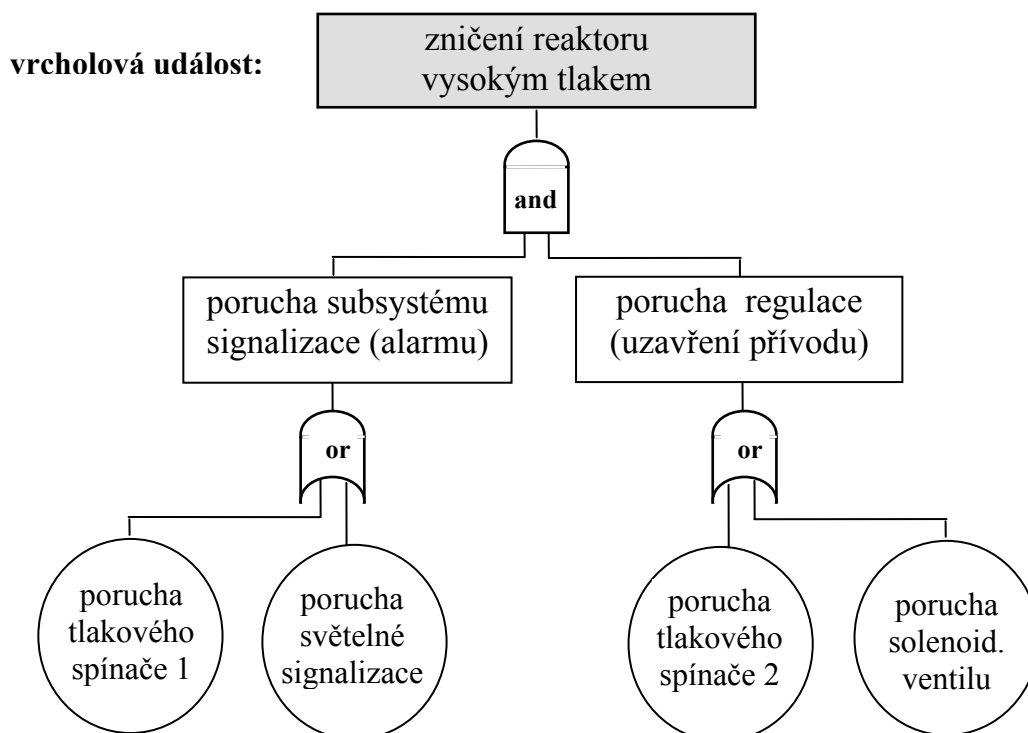 vrcholová událost:
zničení reaktoru
vysokým tlakem
and
porucha subsystému
signalizace (alarmu)
porucha regulace
(uzavření přívodu)
or
or
porucha
tlakového
spínače 1
porucha
světelné
signalizace
porucha
tlakového
spínače 2
porucha
solenoid.
ventilu